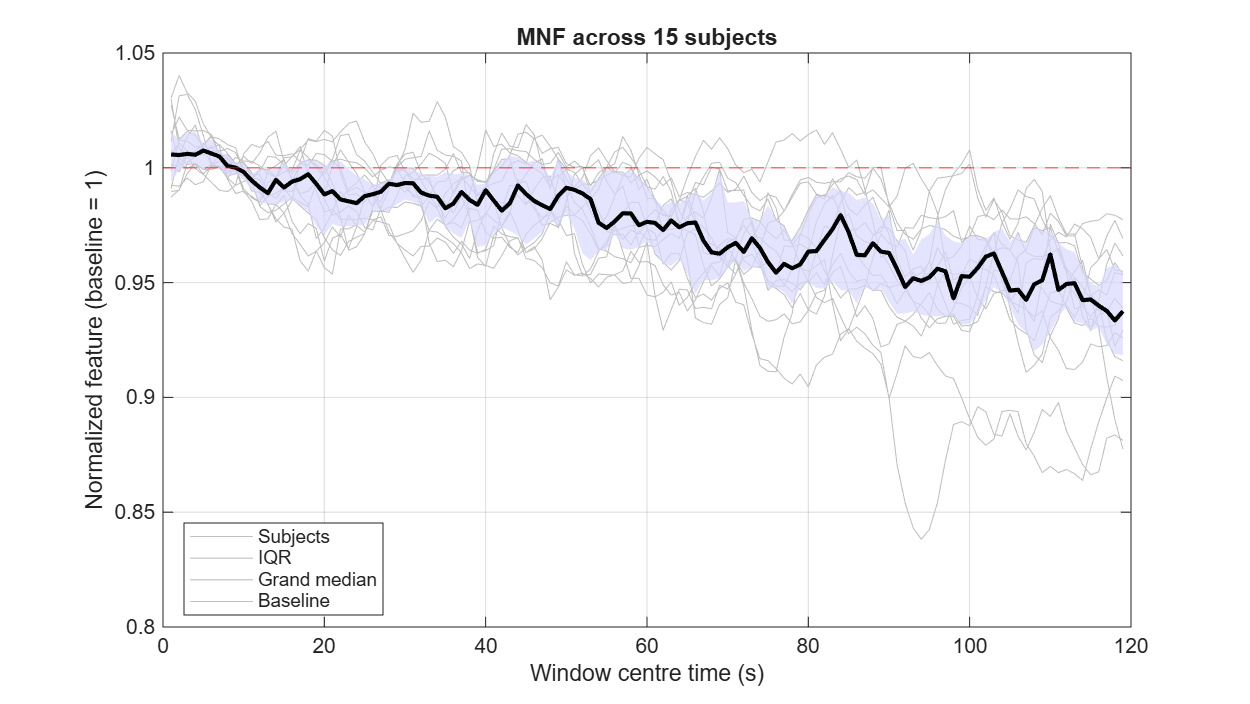 MNF across 15 subjects
1.05
1
0.95
0.9
0.85
0.8
Normalized feature (baseline = 1)
Subjects
IQR
Grand median
Baseline
0 20 40 60 80 100 120
Window centre time (s)